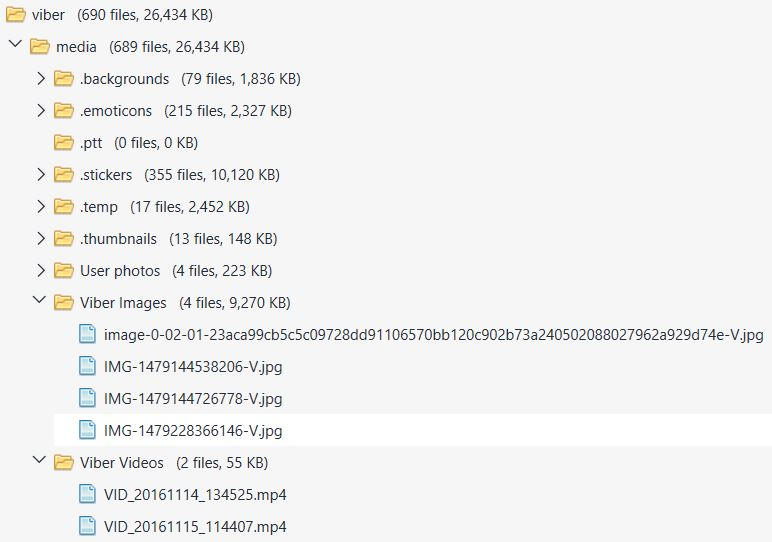 viber (690 files, 26,434 KB)
media (689 files, 26,434 KB)
.backgrounds (79 files, 1,836 KB)
.emoticons (215 files, 2,327 KB)
.ptt (0 files, 0 KB)
.stickers (355 files, 10,120 KB)
.temp (17 files, 2,452 KB)
.thumbnails (13 files, 148 KB)
User photos (4 files, 223 KB)
Viber Images (4 files, 9,270 KB)
image-0-02-01-23aca99cb5c5c09728dd91106570bb120c902b73a240502088027962a929d74e-V.jpg
IMG-1479144538206-V.jpg
IMG-1479144726778-V.jpg
IMG-1479228366146-V.jpg
Viber Videos (2 files, 55 KB)
VID_20161114_134525.mp4
VID_20161115_114407.mp4